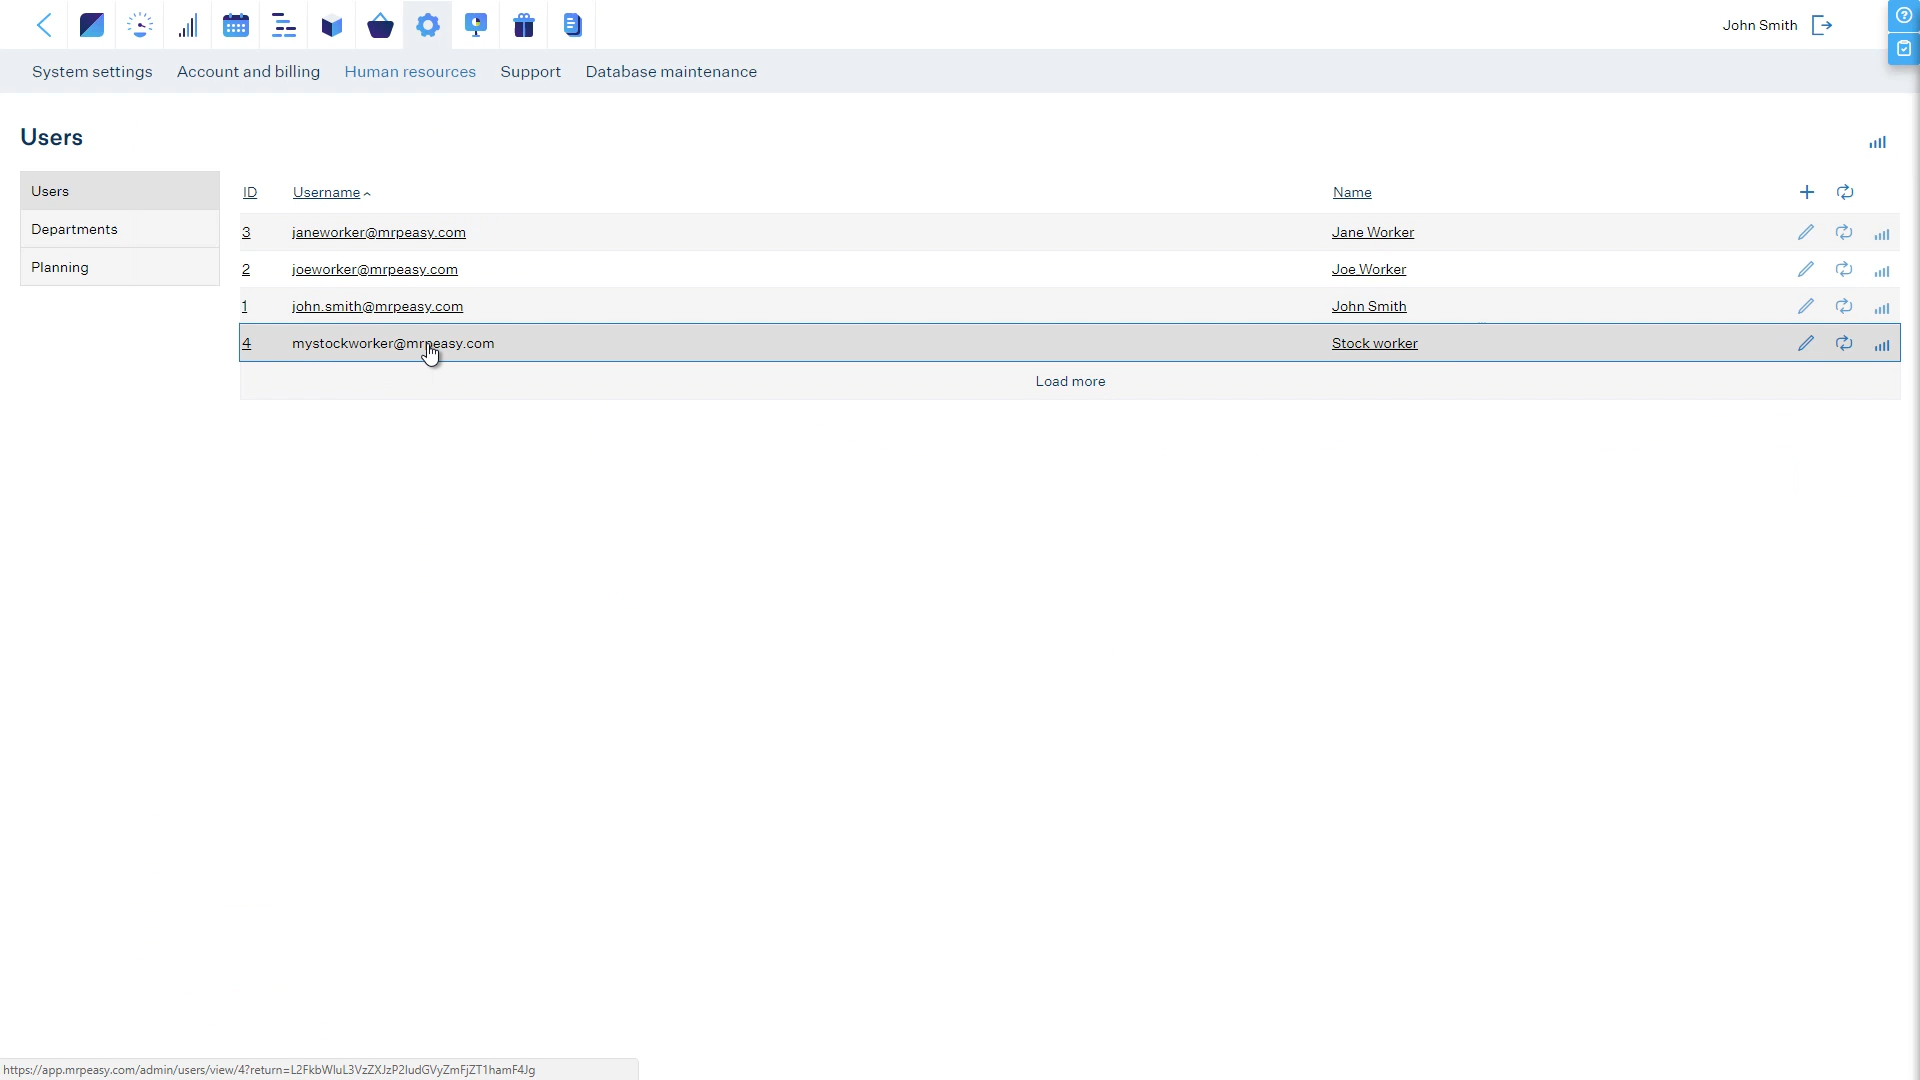 John Smith
System settings Account and billing Human resources Support Database maintenance
Users
Users
Departments
Planning
ID Username Name
3 janeworker@mrpeasy.com Jane Worker
2 joeworker@mrpeasy.com Joe Worker
1 john.smith@mrpeasy.com John Smith
4 mystockworker@mrpeasy.com Stock worker
Load more
https://app.mrpeasy.com/admin/users/view/4?return=L2FkbWluL3VzZXJzP2ludGVyZmFjZT1hamF4Jg